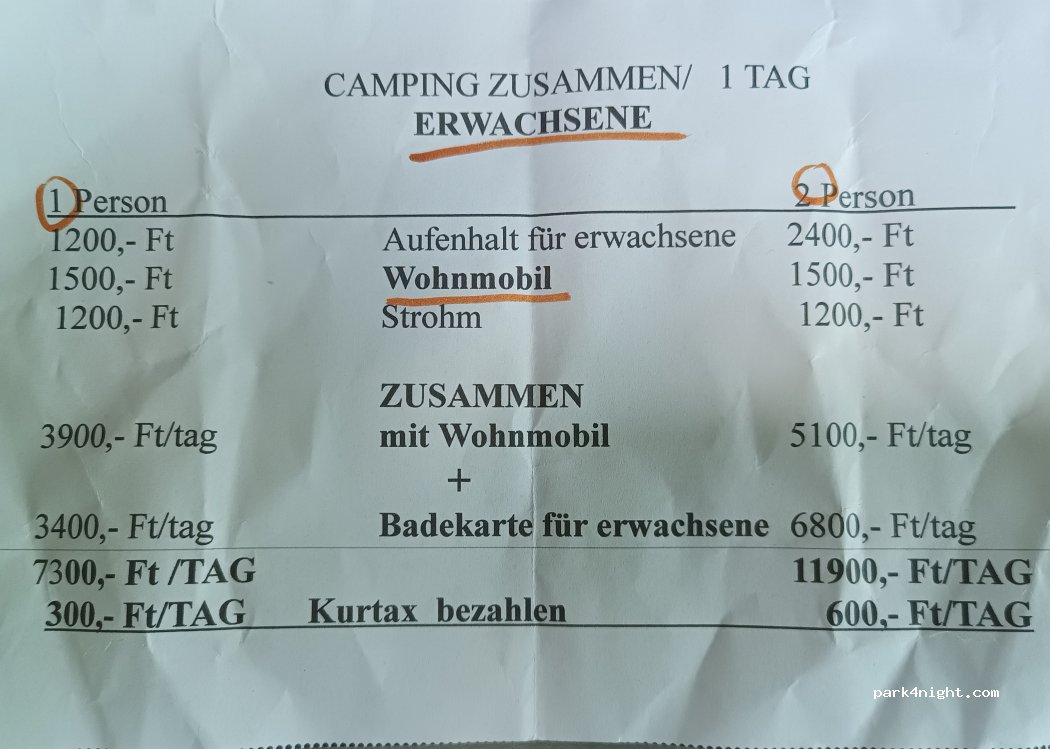 CAMPING ZUSAMMEN/ 1 TAG
ERWACHSENE
1 Person 2 Person
1200,- Ft Aufenhalt für erwachsene 2400,- Ft
1500,- Ft Wohnmobil 1500,- Ft
1200,- Ft Strohm 1200,- Ft
ZUSAMMEN
3900,- Ft/tag mit Wohnmobil 5100,- Ft/tag
+
3400,- Ft/tag Badekarte für erwachsene 6800,- Ft/tag
7300,- Ft /TAG 11900,- Ft/TAG
300,- Ft/TAG Kurtax bezahlen 600,- Ft/TAG
park4night.com